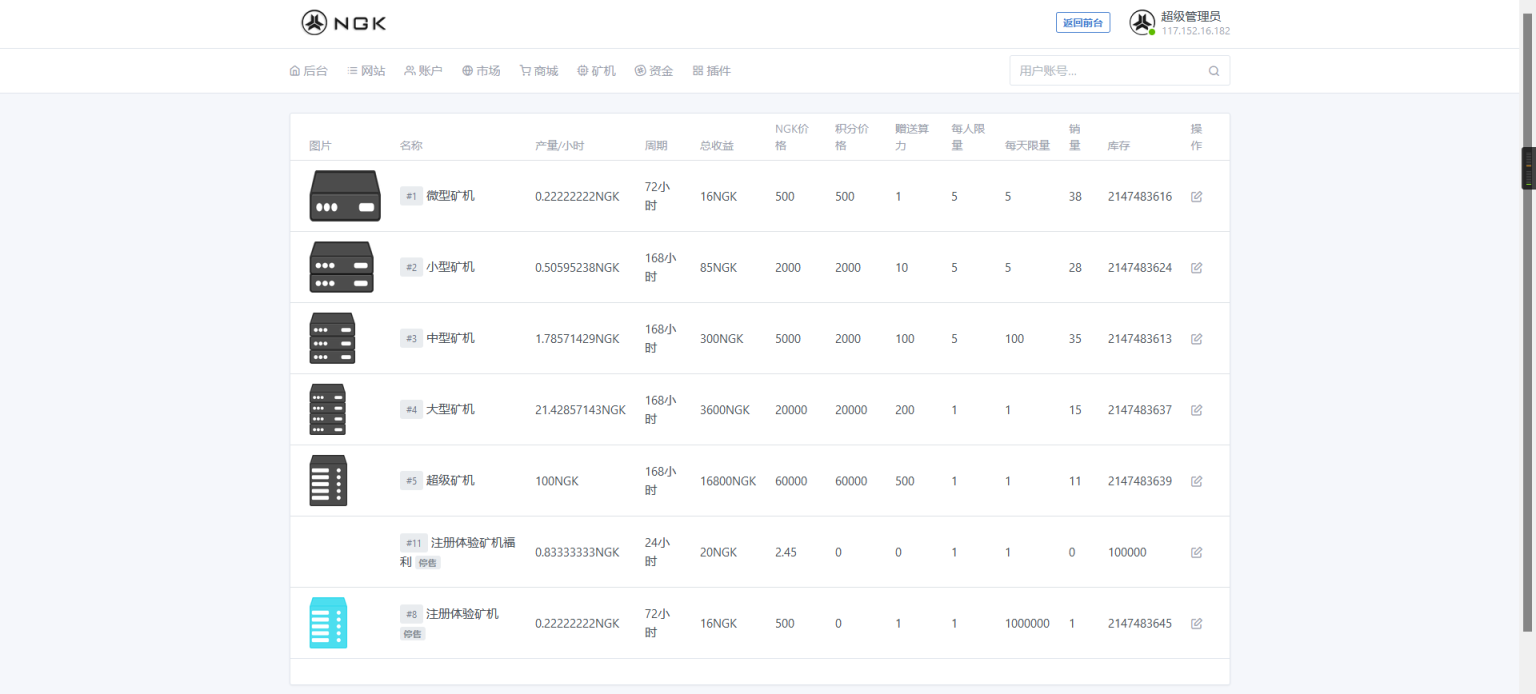 NGK
返回前台
超级管理员
117.152.16.182
后台 网站 账户 市场 商城 矿机 资金 插件
用户账号...
图片 名称 产量/小时 周期 总收益 NGK价格 积分价格 赠送算力 每人限量 每天限量 销量 库存 操作
#1 微型矿机 0.22222222NGK 72小时 16NGK 500 500 1 5 5 38 2147483616
#2 小型矿机 0.50595238NGK 168小时 85NGK 2000 2000 10 5 5 28 2147483624
#3 中型矿机 1.78571429NGK 168小时 300NGK 5000 2000 100 5 100 35 2147483613
#4 大型矿机 21.42857143NGK 168小时 3600NGK 20000 20000 200 1 1 15 2147483637
#5 超级矿机 100NGK 168小时 16800NGK 60000 60000 500 1 1 11 2147483639
#11 注册体验矿机福利 停售 0.83333333NGK 24小时 20NGK 2.45 0 0 1 1 0 100000
#8 注册体验矿机 停售 0.22222222NGK 72小时 16NGK 500 0 1 1 1000000 1 2147483645